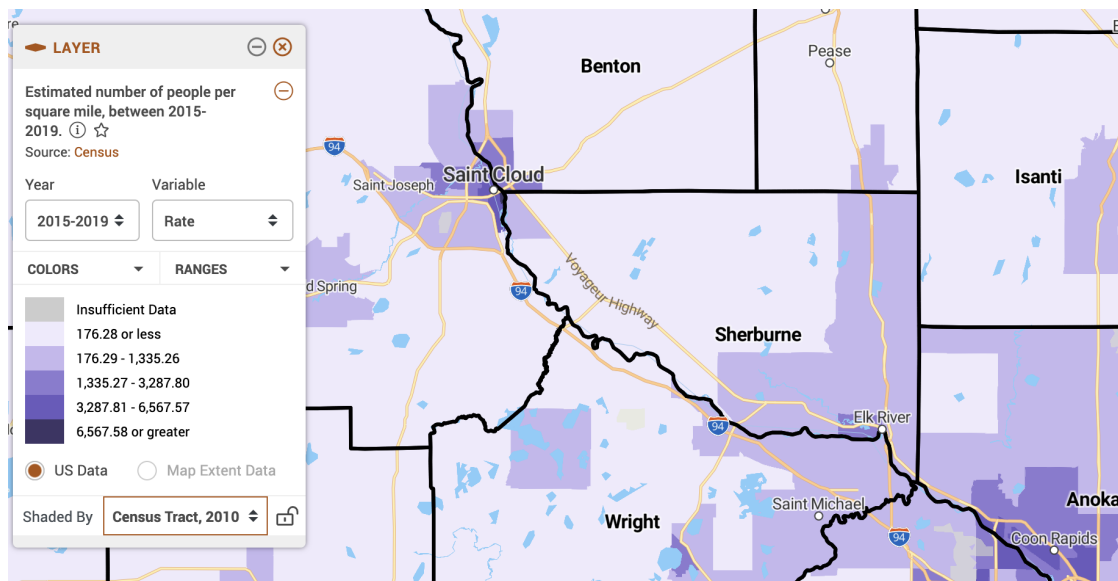 LAYER
Estimated number of people per
square mile, between 2015-
2019.
Source: Census
Year
Variable
2015-2019
Rate
COLORS
RANGES
Insufficient Data
176.28 or less
176.29 - 1,335.26
1,335.27 - 3,287.80
3,287.81 - 6,567.57
6,567.58 or greater
US Data
Map Extent Data
Shaded By
Census Tract, 2010
re
Benton
Pease
94
Saint Joseph
Saint Cloud
Isanti
d Spring
94
Voyageur Highway
Sherburne
Elk River
94
Saint Michael
Wright
Anoka
94
Coon Rapids